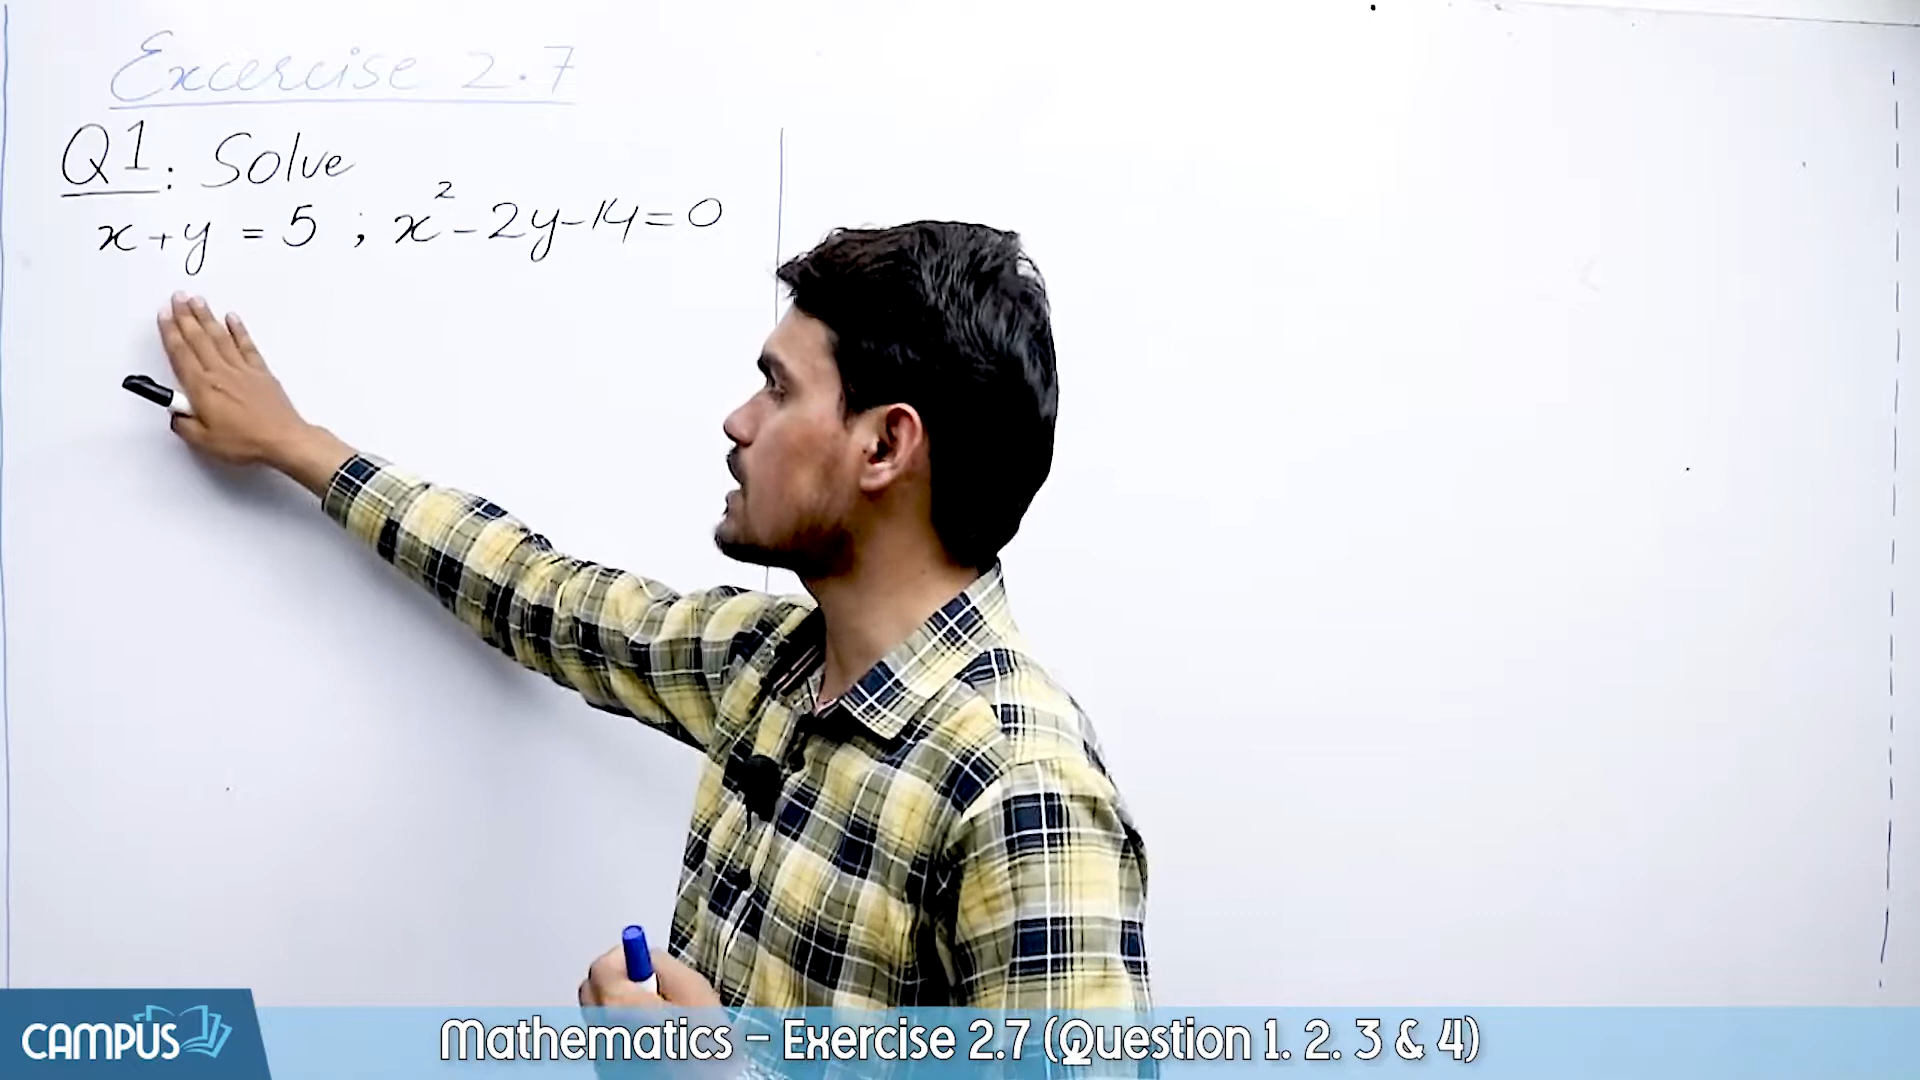 Excercise 2.7
Q1: Solve
x+y = 5 ; x²-2y-14=0
CAMPUS
Mathematics – Exercise 2.7 (Question 1. 2. 3 & 4)